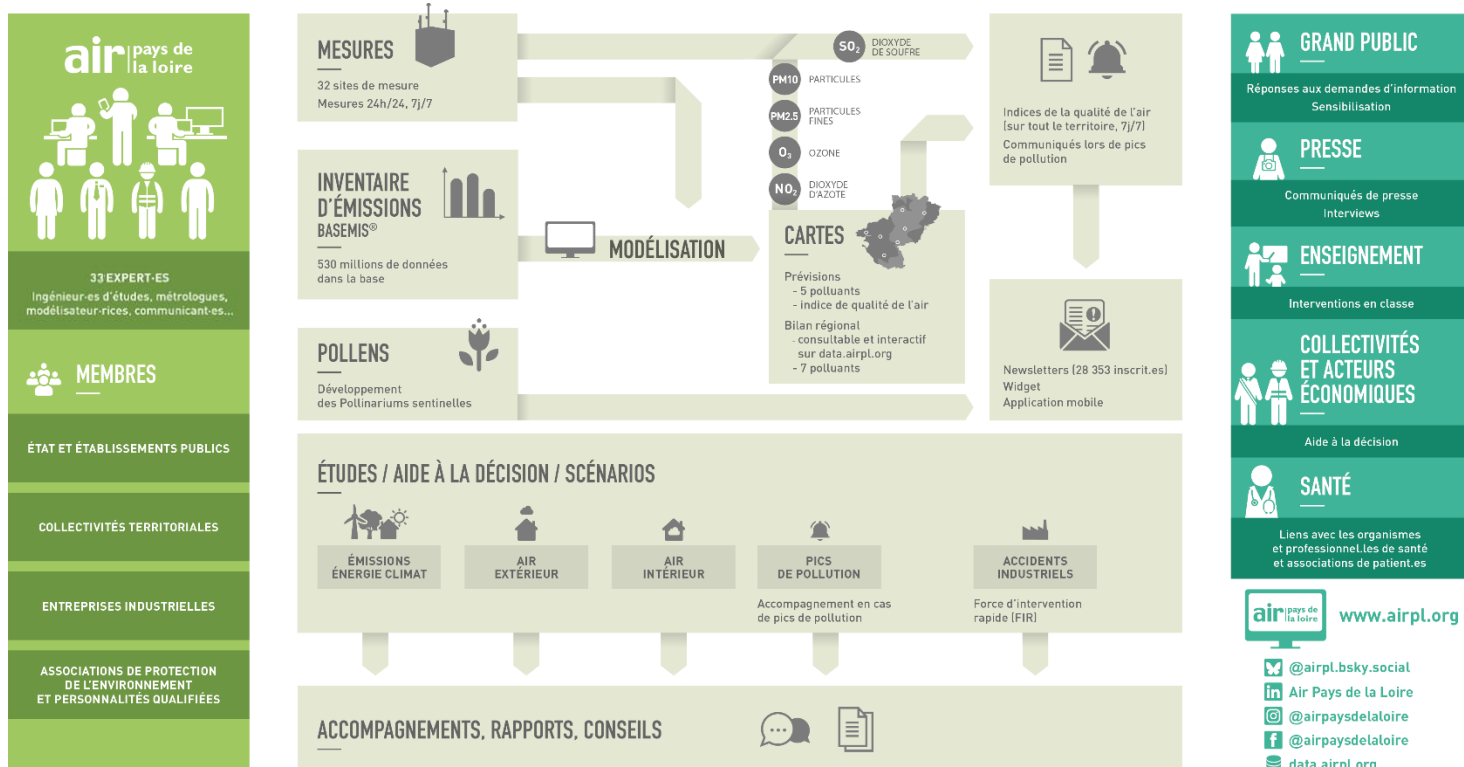 air pays de
la loire
33 EXPERT·ES
Ingénieur·es d'études, métrologues,
modélisateur·rices, communicant·es...
MEMBRES
ÉTAT ET ÉTABLISSEMENTS PUBLICS
COLLECTIVITÉS TERRITORIALES
ENTREPRISES INDUSTRIELLES
ASSOCIATIONS DE PROTECTION
DE L'ENVIRONNEMENT
ET PERSONNALITÉS QUALIFIÉES
MESURES
32 sites de mesure
Mesures 24h/24, 7j/7
INVENTAIRE
D'ÉMISSIONS
BASEMIS®
530 millions de données
dans la base
POLLENS
Développement
des Pollinariums sentinelles
MODÉLISATION
SO₂ DIOXYDE
DE SOUFRE
PM10 PARTICULES
PM2.5 PARTICULES
FINES
O₃ OZONE
NO₂ DIOXYDE
D'AZOTE
CARTES
Prévisions
- 5 polluants
- indice de qualité de l'air
Bilan régional
- consultable et interactif
sur data.airpl.org
- 7 polluants
Indices de la qualité de l'air
(sur tout le territoire, 7j/7)
Communiqués lors de pics
de pollution
Newsletters (28 353 inscrit.es)
Widget
Application mobile
ÉTUDES / AIDE À LA DÉCISION / SCÉNARIOS
ÉMISSIONS
ÉNERGIE CLIMAT
AIR
EXTÉRIEUR
AIR
INTÉRIEUR
PICS
DE POLLUTION
Accompagnement en cas
de pics de pollution
ACCIDENTS
INDUSTRIELS
Force d'intervention
rapide (FIR)
ACCOMPAGNEMENTS, RAPPORTS, CONSEILS
GRAND PUBLIC
Réponses aux demandes d'information
Sensibilisation
PRESSE
Communiqués de presse
Interviews
ENSEIGNEMENT
Interventions en classe
COLLECTIVITÉS
ET ACTEURS
ÉCONOMIQUES
Aide à la décision
SANTÉ
Liens avec les organismes
et professionnel.les de santé
et associations de patient.es
air pays de
la loire
www.airpl.org
@airpl.bsky.social
in Air Pays de la Loire
@airpaysdelaloire
f @airpaysdelaloire
data.airpl.org